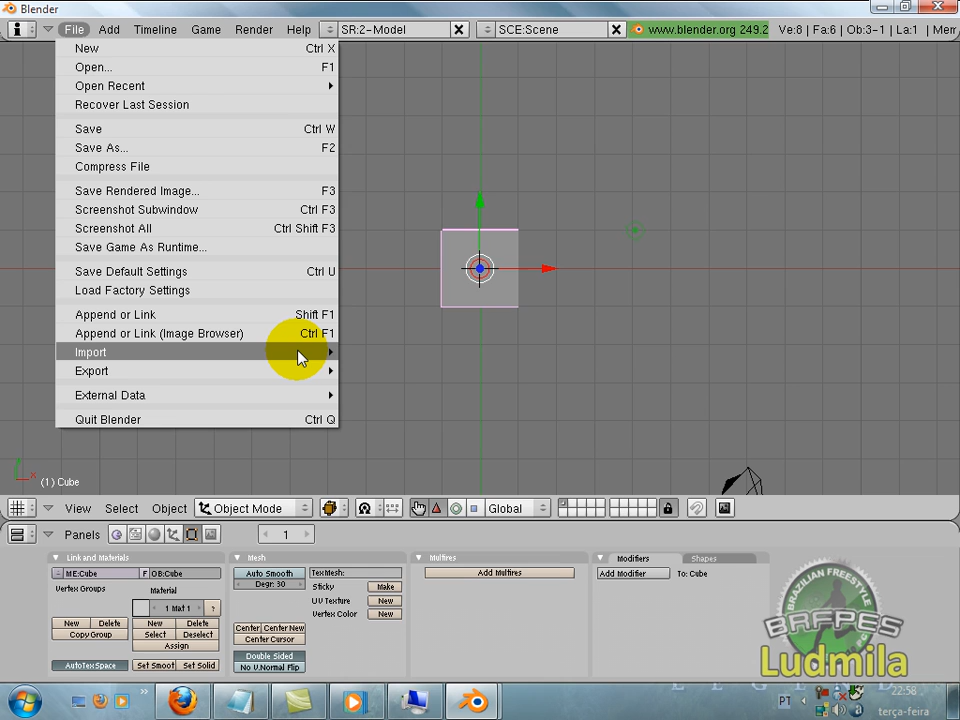 Blender
File Add Timeline Game Render Help SR:2-Model SCE:Scene www.blender.org 249.2 Ve:8 | Fa:6 | Ob:3-1 | La:1 | Mem
New Ctrl X
Open... F1
Open Recent
Recover Last Session
Save Ctrl W
Save As... F2
Compress File
Save Rendered Image... F3
Screenshot Subwindow Ctrl F3
Screenshot All Ctrl Shift F3
Save Game As Runtime...
Save Default Settings Ctrl U
Load Factory Settings
Append or Link Shift F1
Append or Link (Image Browser) Ctrl F1
Import
Export
External Data
Quit Blender Ctrl Q
(1) Cube
View Select Object Object Mode Global
Panels 1
Link and Materials Mesh Multires Modifiers Shapes
ME:Cube F OB:Cube Auto Smooth TexMesh: Add Multires Add Modifier To: Cube
Vertex Groups Material Degr: 30 Sticky Make
1 Mat 1 ? UV Texture New
Vertex Color New
New Delete New Delete Center Center New
Copy Group Select Deselect Center Cursor
Assign
AutoTexSpace Set Smoot Set Solid Double Sided
No V.Normal Flip
BRAZILIAN FREESTYLE
BRFPES
Ludmila
L E G E N D
PT 22:58
terça-feira